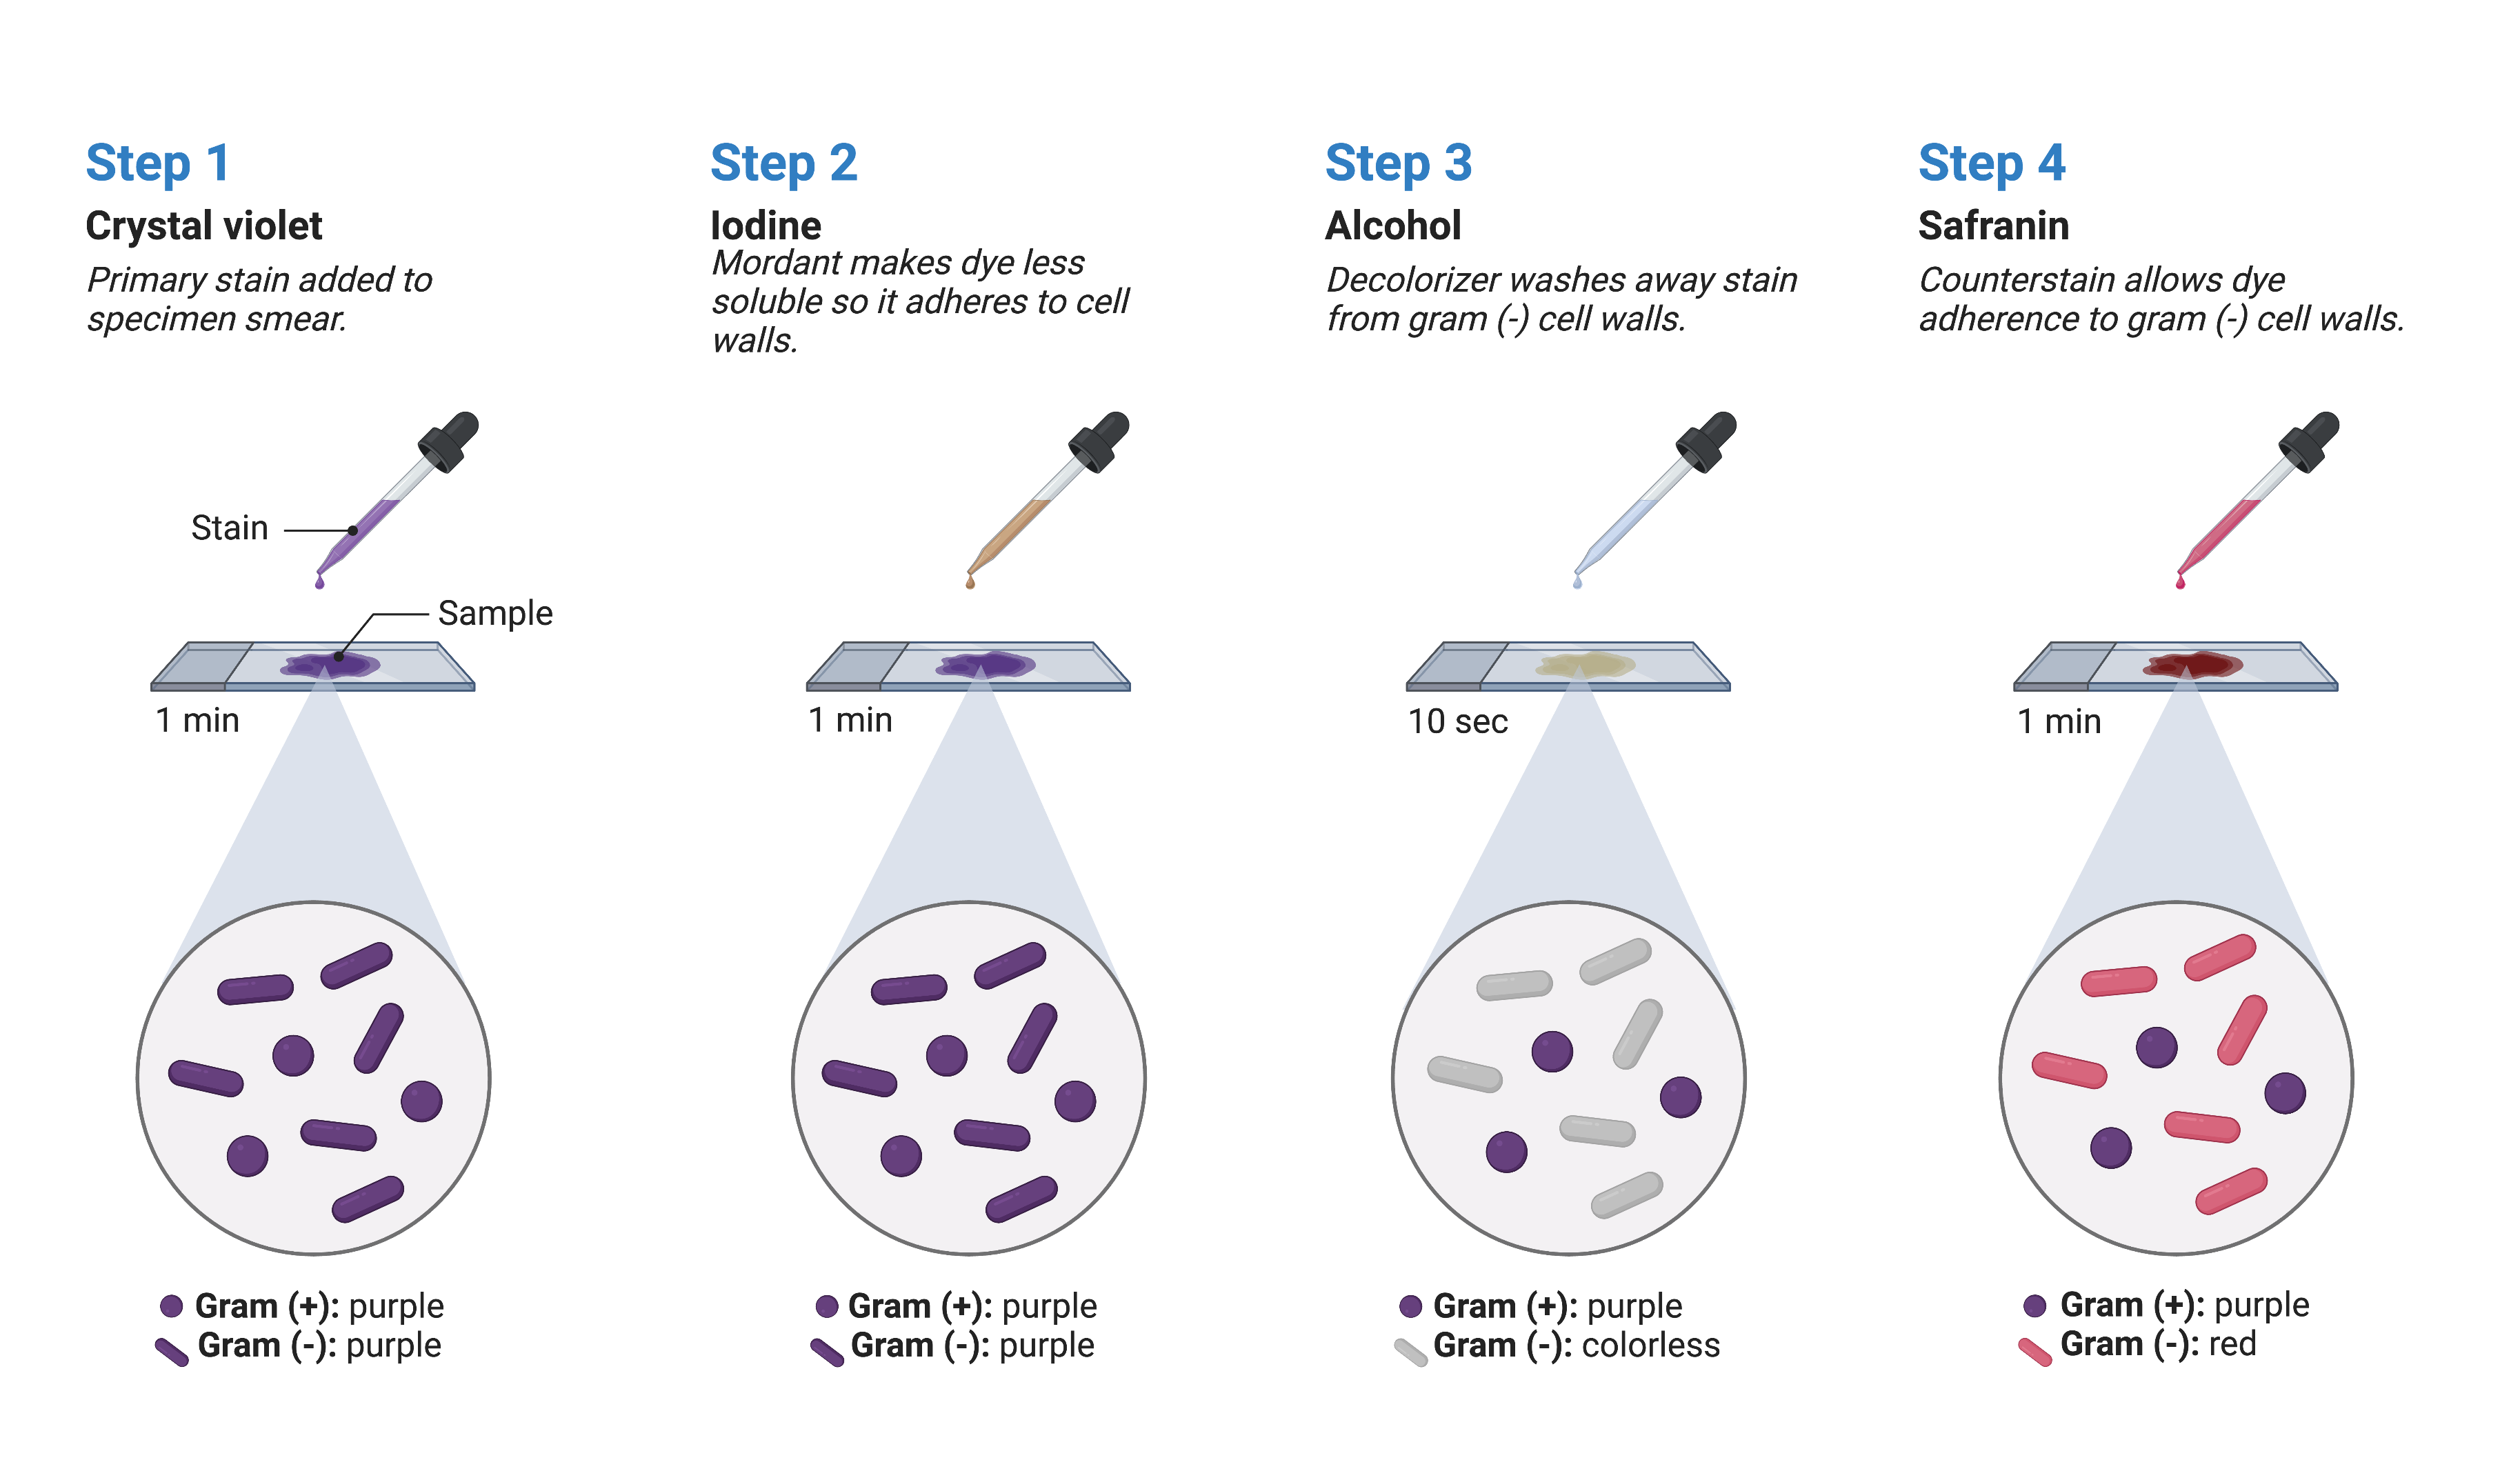 Step 1
Crystal violet
Primary stain added to
specimen smear.
Stain
Sample
1 min
Gram (+): purple
Gram (-): purple
Step 2
Iodine
Mordant makes dye less
soluble so it adheres to cell
walls.
1 min
Gram (+): purple
Gram (-): purple
Step 3
Alcohol
Decolorizer washes away stain
from gram (-) cell walls.
10 sec
Gram (+): purple
Gram (-): colorless
Step 4
Safranin
Counterstain allows dye
adherence to gram (-) cell walls.
1 min
Gram (+): purple
Gram (-): red